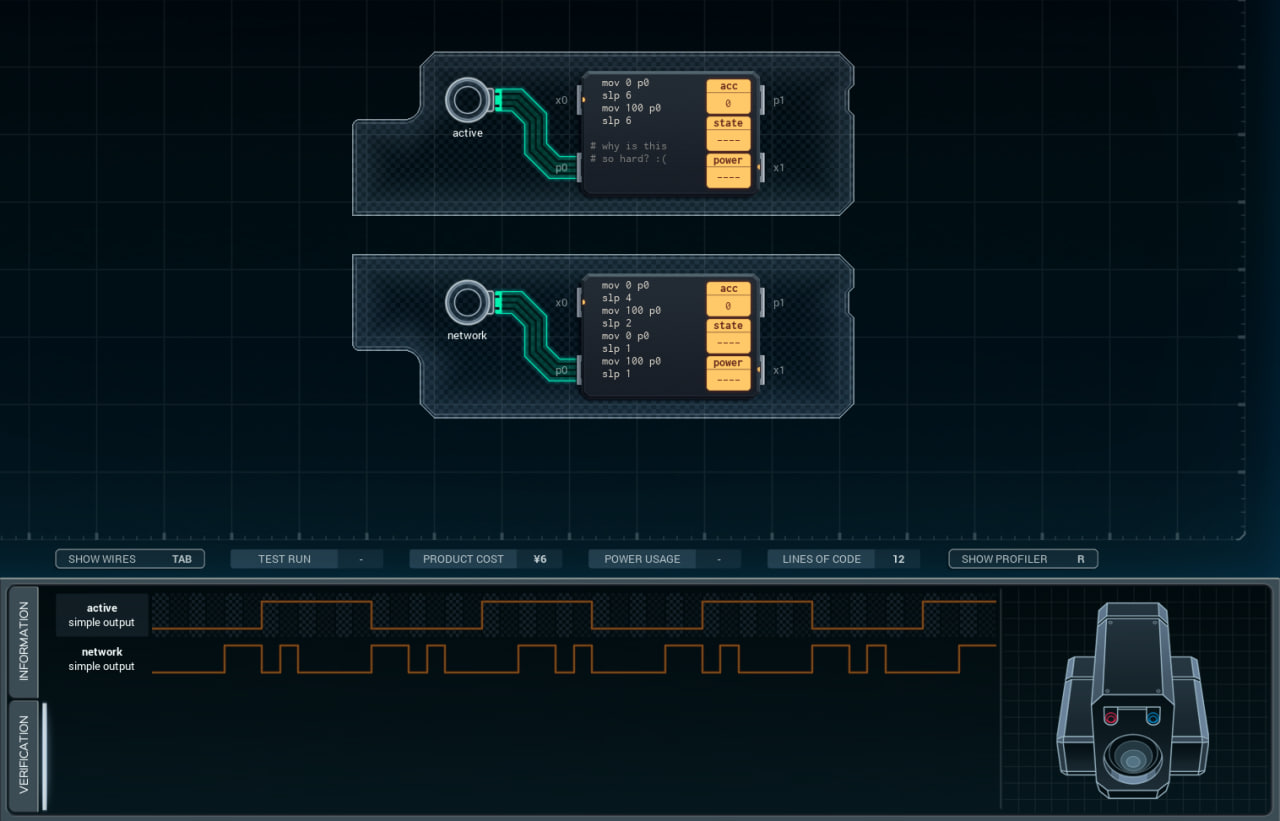 mov 0 p0
slp 6
mov 100 p0
slp 6
# why is this
# so hard? :(
acc
0
state
----
power
----
x0
p0
p1
x1
active
mov 0 p0
slp 4
mov 100 p0
slp 2
mov 0 p0
slp 1
mov 100 p0
slp 1
acc
0
state
----
power
----
x0
p0
p1
x1
network
SHOW WIRES TAB
TEST RUN -
PRODUCT COST ¥6
POWER USAGE -
LINES OF CODE 12
SHOW PROFILER R
INFORMATION
VERIFICATION
active
simple output
network
simple output